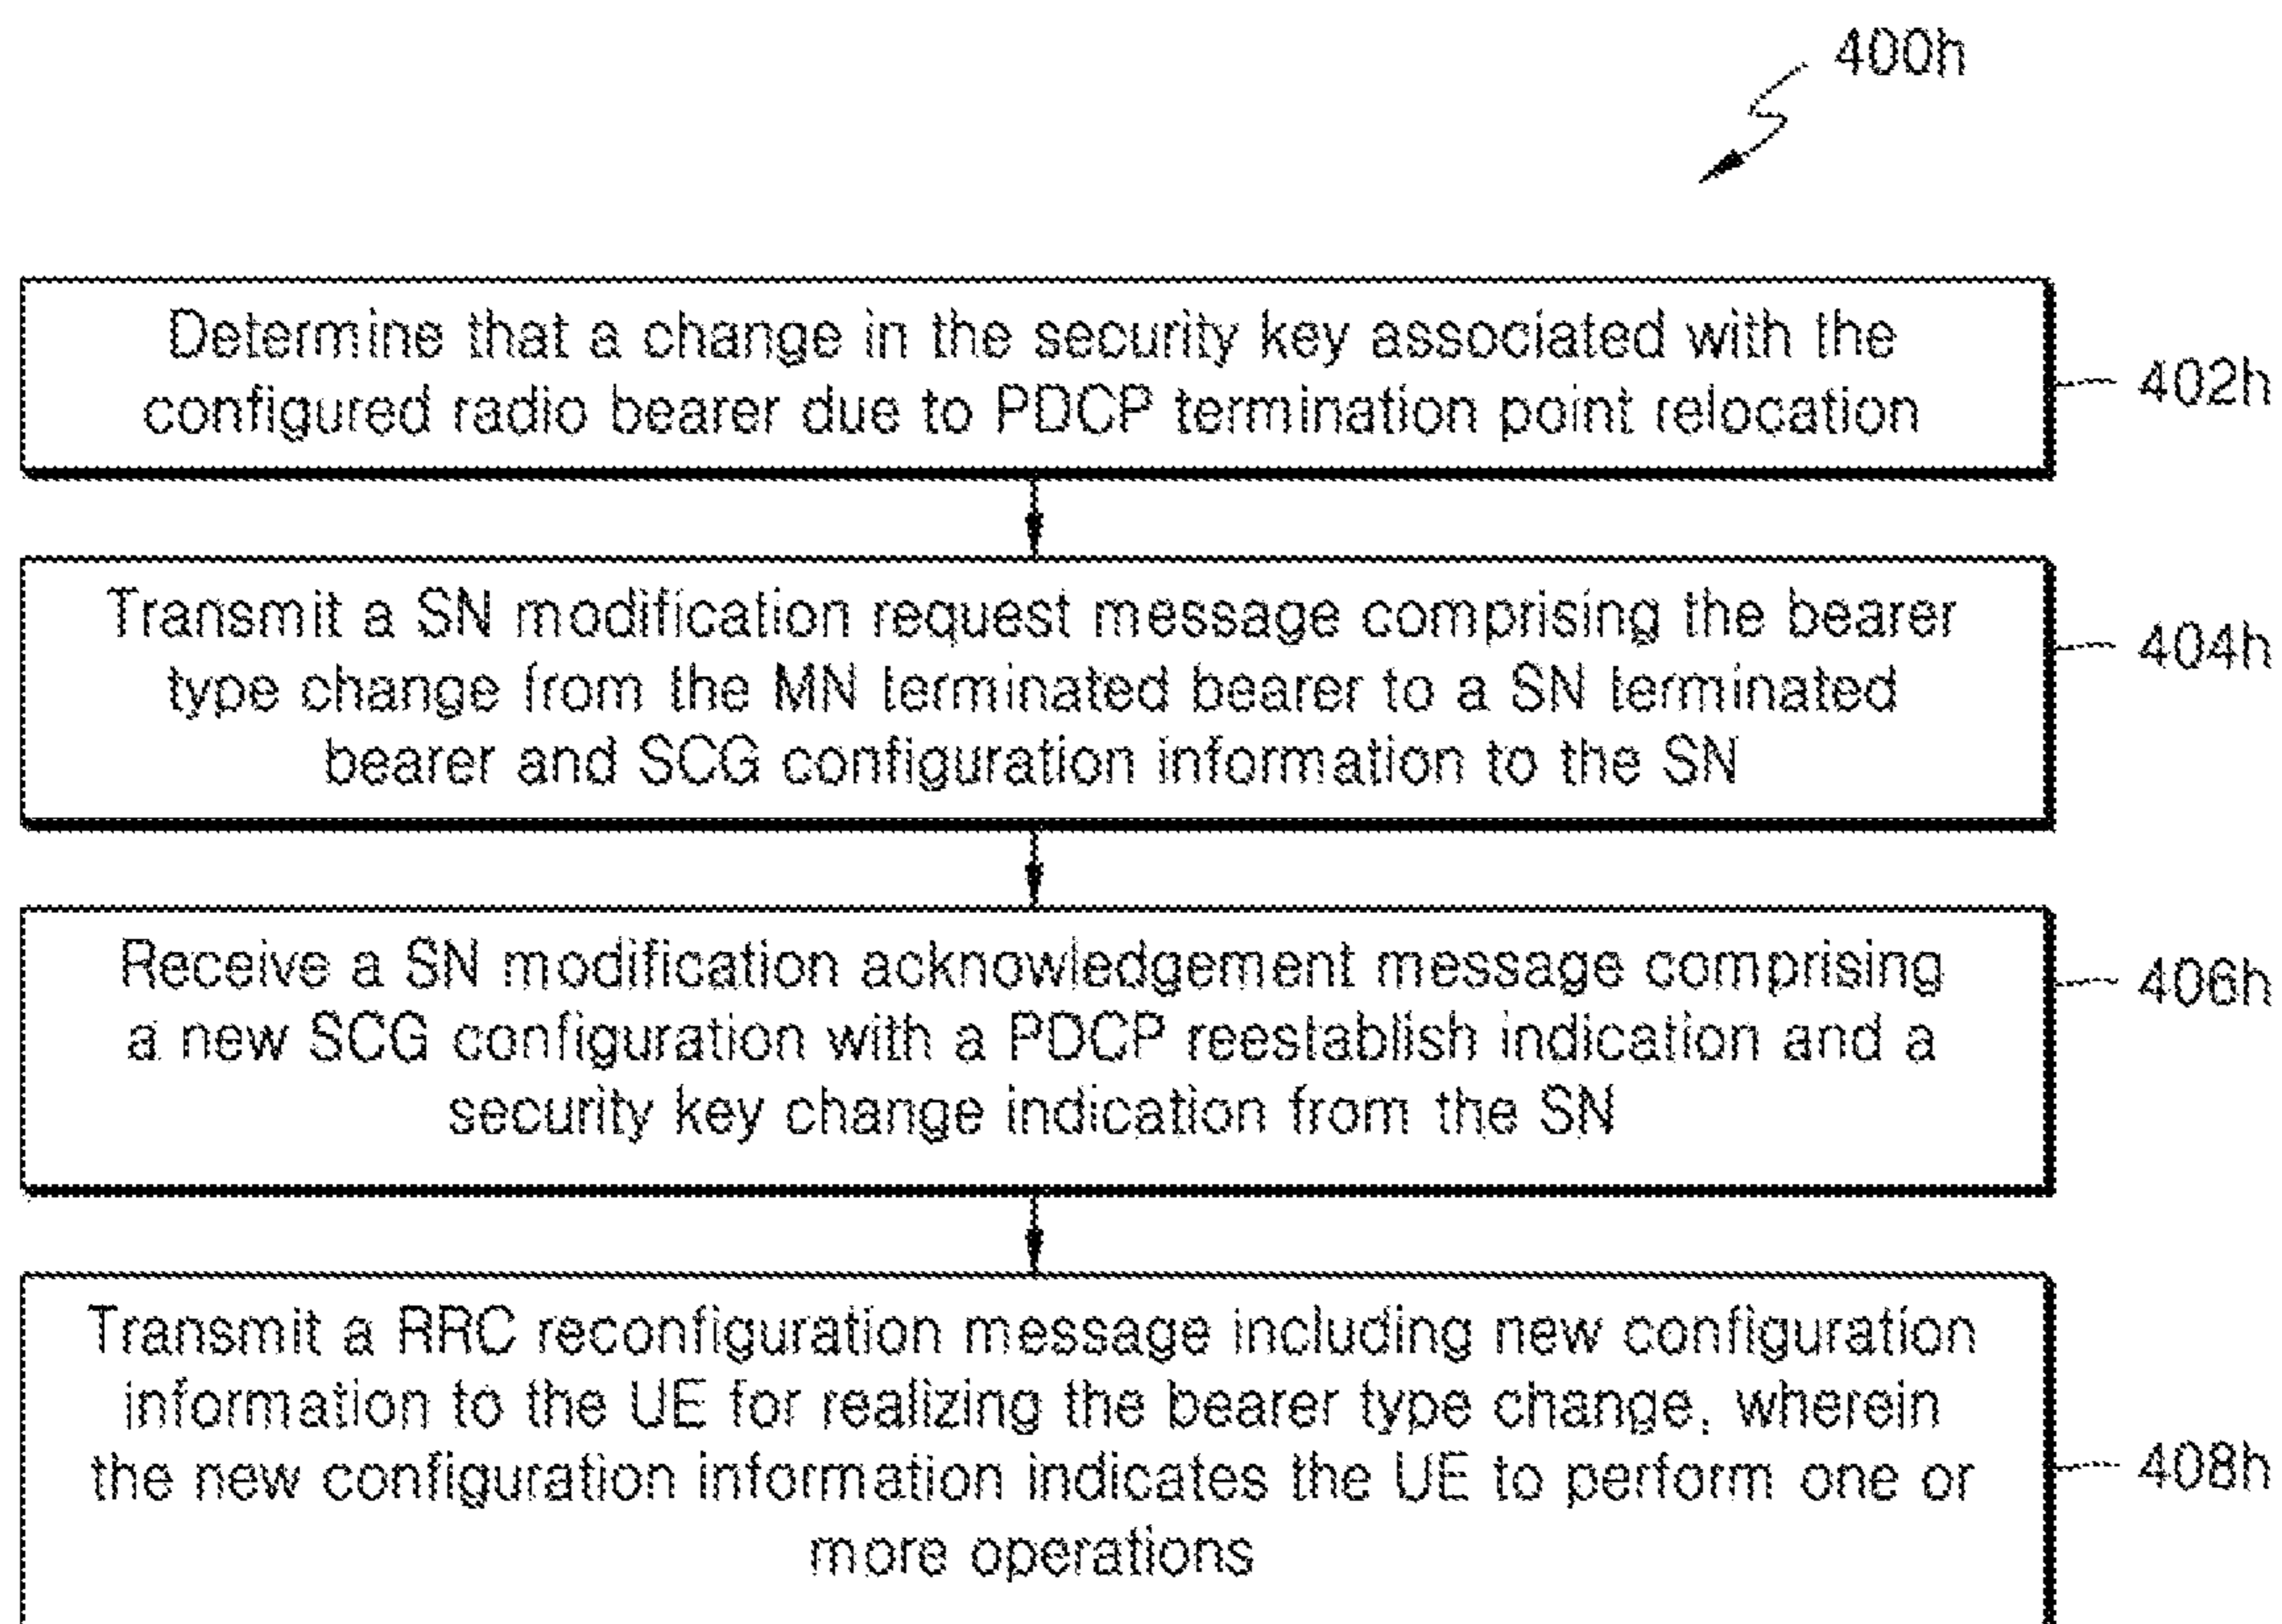 400h
Determine that a change in the security key associated with the
configured radio bearer due to PDCP termination point relocation
402h
Transmit a SN modification request message comprising the bearer
type change from the MN terminated bearer to a SN terminated
bearer and SCG configuration information to the SN
404h
Receive a SN modification acknowledgement message comprising
a new SCG configuration with a PDCP reestablish indication and a
security key change indication from the SN
406h
Transmit a RRC reconfiguration message including new configuration
information to the UE for realizing the bearer type change, wherein
the new configuration information indicates the UE to perform one or
more operations
408h